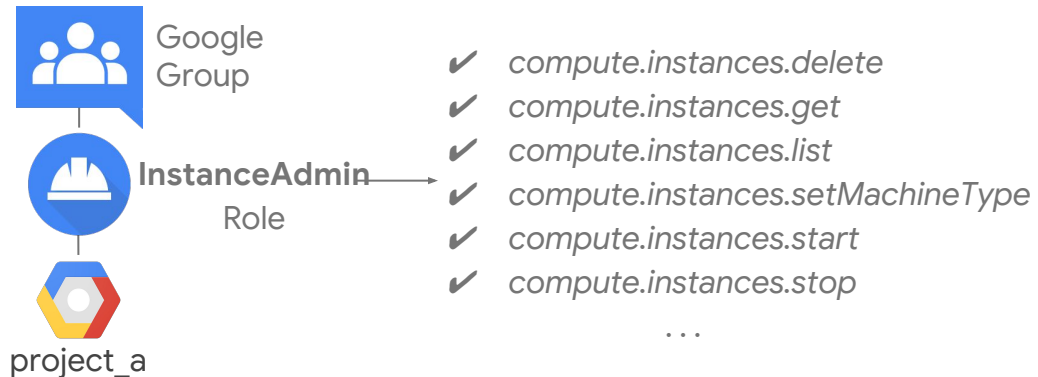 Google
Group
InstanceAdmin
Role
project_a
✔ compute.instances.delete
✔ compute.instances.get
✔ compute.instances.list
✔ compute.instances.setMachineType
✔ compute.instances.start
✔ compute.instances.stop
...